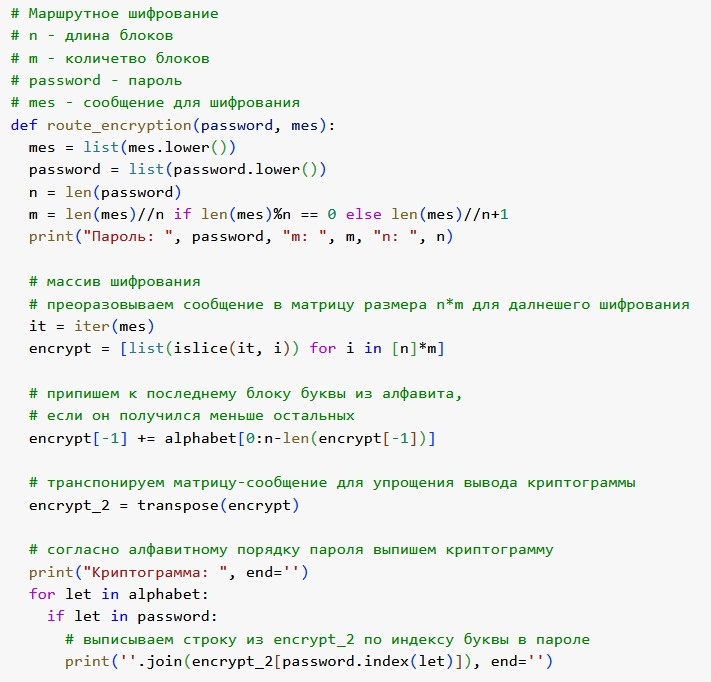 # Маршрутное шифрование
# n - длина блоков
# m - количетво блоков
# password - пароль
# mes - сообщение для шифрования
def route_encryption(password, mes):
  mes = list(mes.lower())
  password = list(password.lower())
  n = len(password)
  m = len(mes)//n if len(mes)%n == 0 else len(mes)//n+1
  print("Пароль: ", password, "m: ", m, "n: ", n)

  # массив шифрования
  # преоразовываем сообщение в матрицу размера n*m для далнешего шифрования
  it = iter(mes)
  encrypt = [list(islice(it, i)) for i in [n]*m]

  # припишем к последнему блоку буквы из алфавита,
  # если он получился меньше остальных
  encrypt[-1] += alphabet[0:n-len(encrypt[-1])]

  # транспонируем матрицу-сообщение для упрощения вывода криптограммы
  encrypt_2 = transpose(encrypt)

  # согласно алфавитному порядку пароля выпишем криптограмму
  print("Криптограмма: ", end='')
  for let in alphabet:
    if let in password:
      # выписываем строку из encrypt_2 по индексу буквы в пароле
      print(''.join(encrypt_2[password.index(let)]), end='')